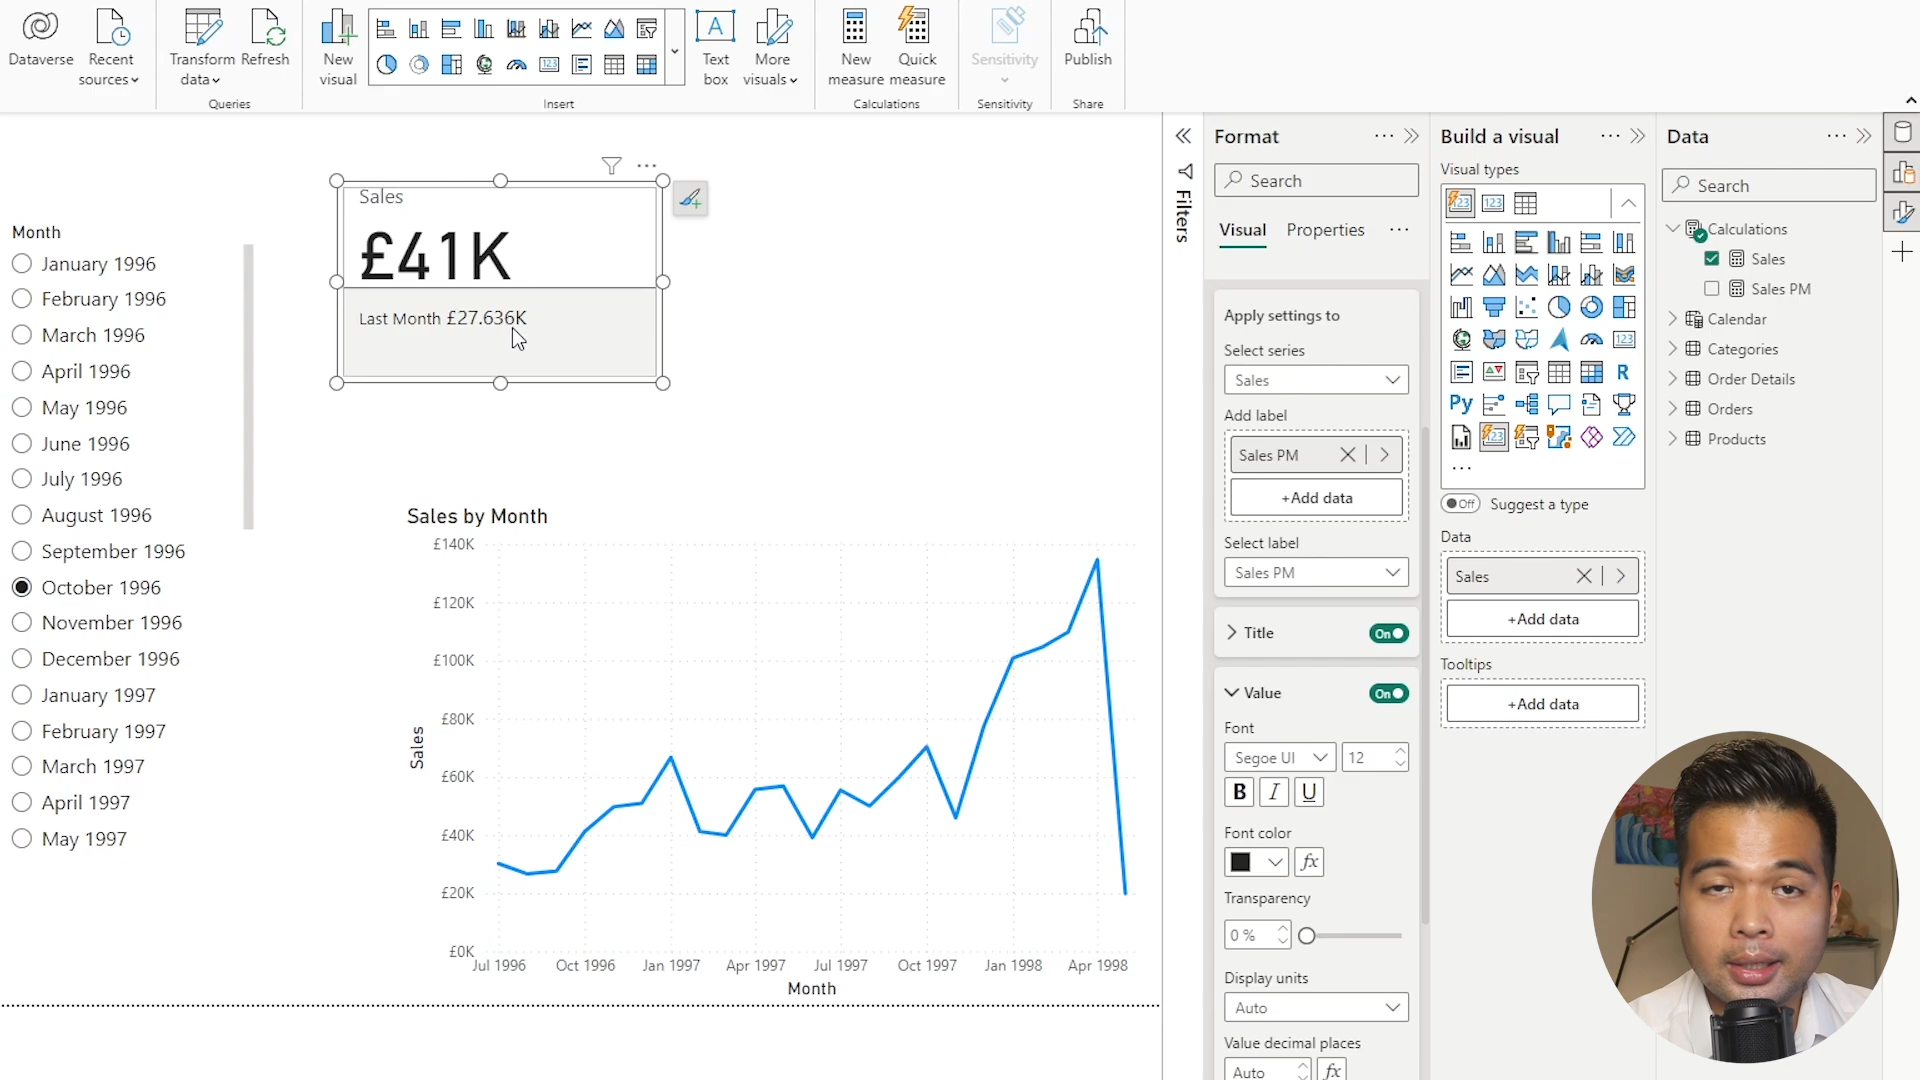 Dataverse
Recent
sources
Transform
data
Refresh
Queries
New
visual
Insert
Text
box
More
visuals
New
measure
Quick
measure
Calculations
Sensitivity
Sensitivity
Publish
Share
Month
January 1996
February 1996
March 1996
April 1996
May 1996
June 1996
July 1996
August 1996
September 1996
October 1996
November 1996
December 1996
January 1997
February 1997
March 1997
April 1997
May 1997
Sales
£41K
Last Month £27.636K
Sales by Month
£140K
£120K
£100K
£80K
£60K
£40K
£20K
£0K
Sales
Jul 1996 Oct 1996 Jan 1997 Apr 1997 Jul 1997 Oct 1997 Jan 1998 Apr 1998
Month
Filters
Format
Search
Visual Properties
Apply settings to
Select series
Sales
Add label
Sales PM
+Add data
Select label
Sales PM
Title On
Value On
Font
Segoe UI 12
B I U
Font color
fx
Transparency
0 %
Display units
Auto
Value decimal places
Auto fx
Build a visual
Visual types
123 123
123
R
Py
123
Off Suggest a type
Data
Sales
+Add data
Tooltips
+Add data
Data
Search
Calculations
Sales
Sales PM
Calendar
Categories
Order Details
Orders
Products